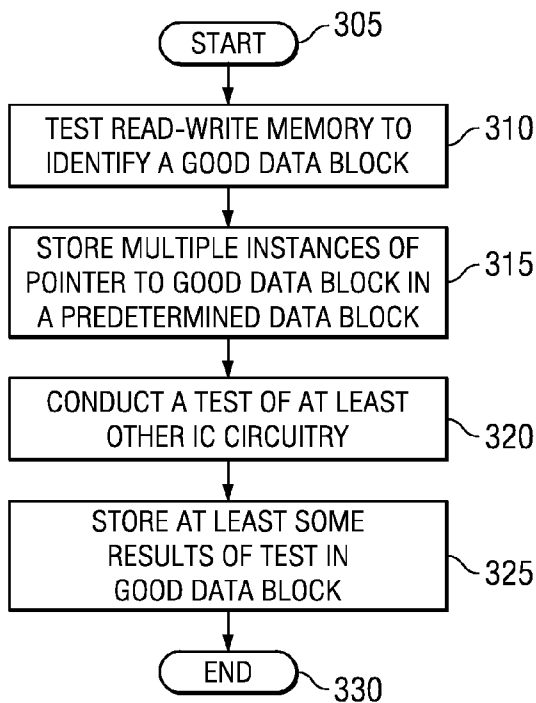 START
305
TEST READ-WRITE MEMORY TO
IDENTIFY A GOOD DATA BLOCK
310
STORE MULTIPLE INSTANCES OF
POINTER TO GOOD DATA BLOCK IN
A PREDETERMINED DATA BLOCK
315
CONDUCT A TEST OF AT LEAST
OTHER IC CIRCUITRY
320
STORE AT LEAST SOME
RESULTS OF TEST IN
GOOD DATA BLOCK
325
END
330